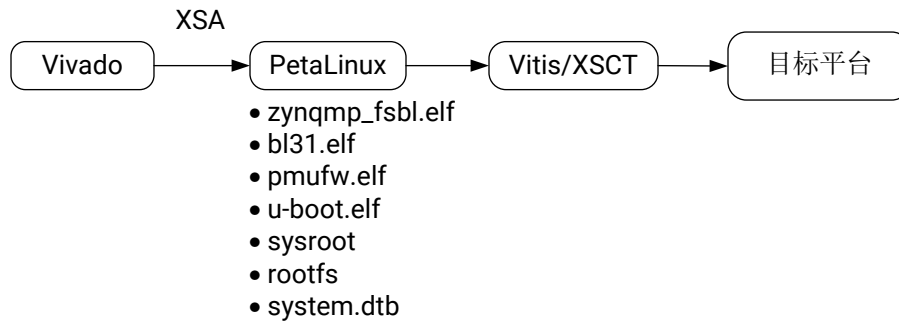 XSA
Vivado
PetaLinux
Vitis/XSCT
目标平台
• zynqmp_fsbl.elf
• bl31.elf
• pmufw.elf
• u-boot.elf
• sysroot
• rootfs
• system.dtb